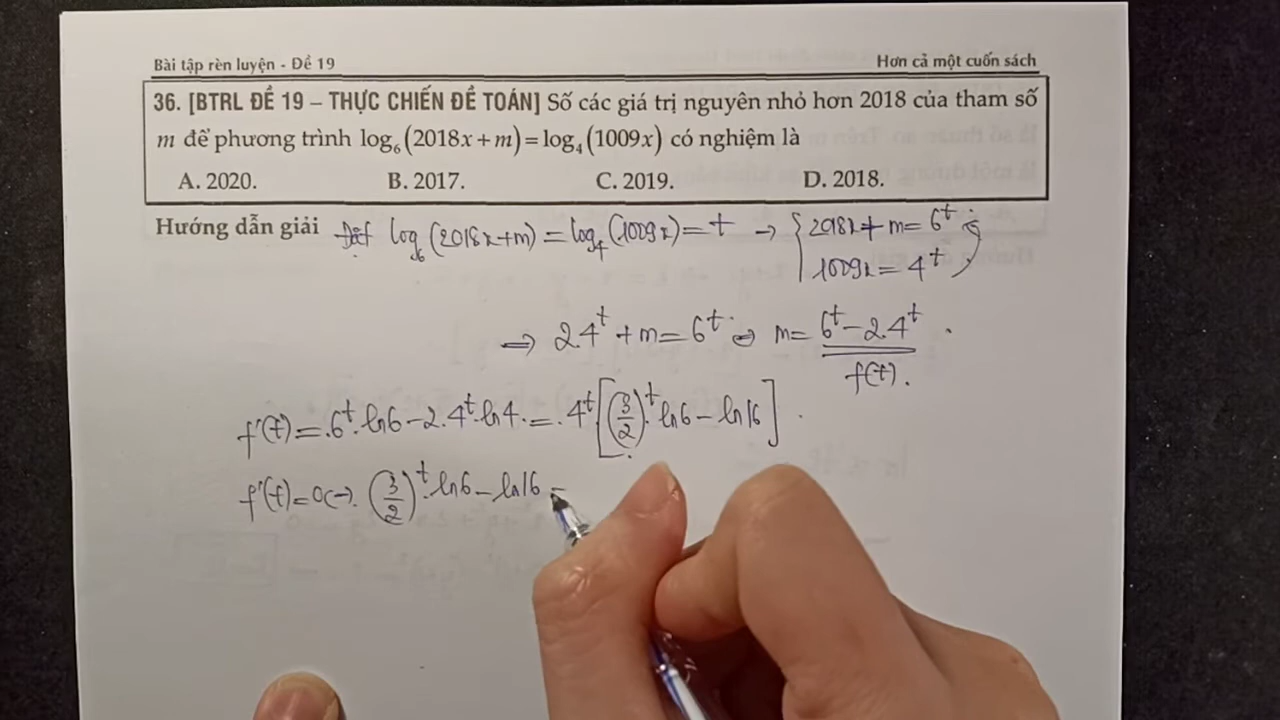 Bài tập rèn luyện - Đề 19
Hơn cả một cuốn sách
36. [BTRL ĐỀ 19 – THỰC CHIẾN ĐỀ TOÁN] Số các giá trị nguyên nhỏ hơn 2018 của tham số
m để phương trình log₆(2018x + m) = log₄(1009x) có nghiệm là
A. 2020. B. 2017. C. 2019. D. 2018.
Hướng dẫn giải Đặt log₆(2018x+m) = log₄(1009x) = t → { 2018x + m = 6^t
1009x = 4^t
⇒ 2.4^t + m = 6^t ⇔ m = 6^t − 2.4^t
f(t).
f'(t) = 6^t.ln6 − 2.4^t.ln4 = 4^t.[(3/2)^t.ln6 − ln16]
f'(t) = 0 ↔ (3/2)^t.ln6 − ln16 =